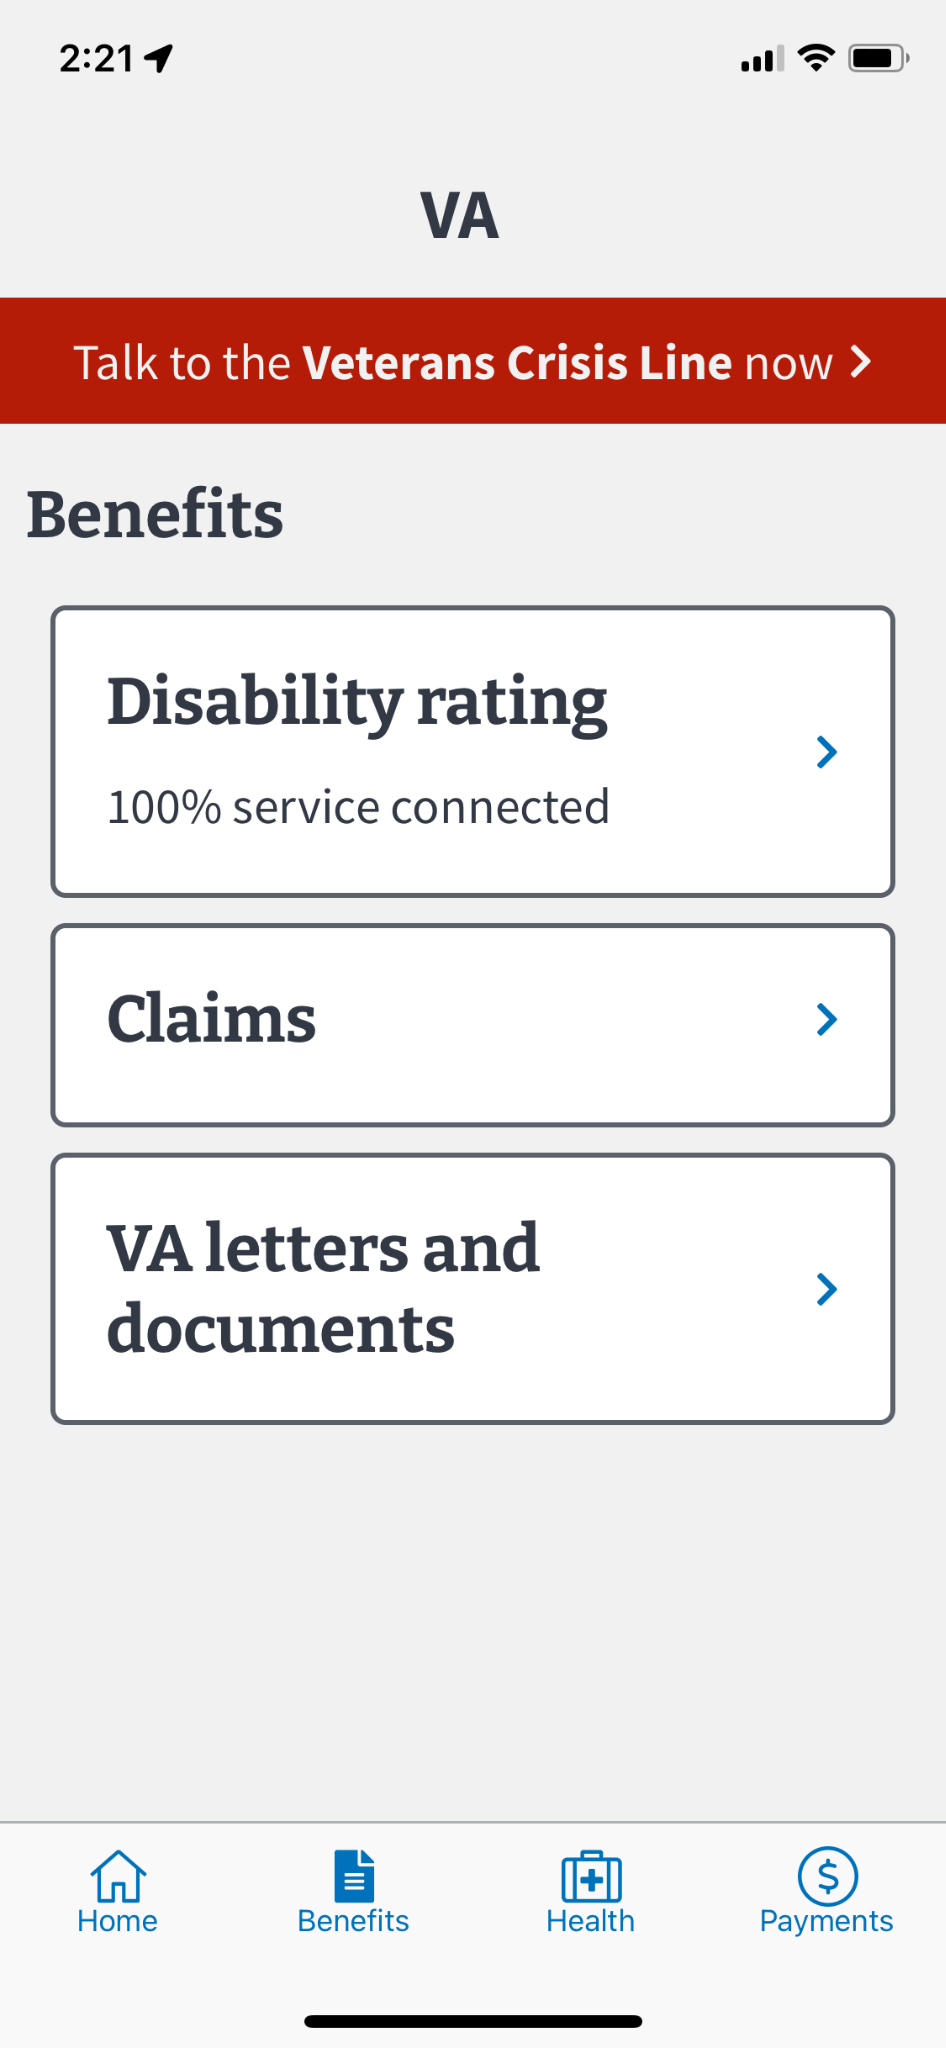 2:21
VA
Talk to the Veterans Crisis Line now
Benefits
Disability rating
100% service connected
Claims
VA letters and
documents
Home
Benefits
Health
Payments